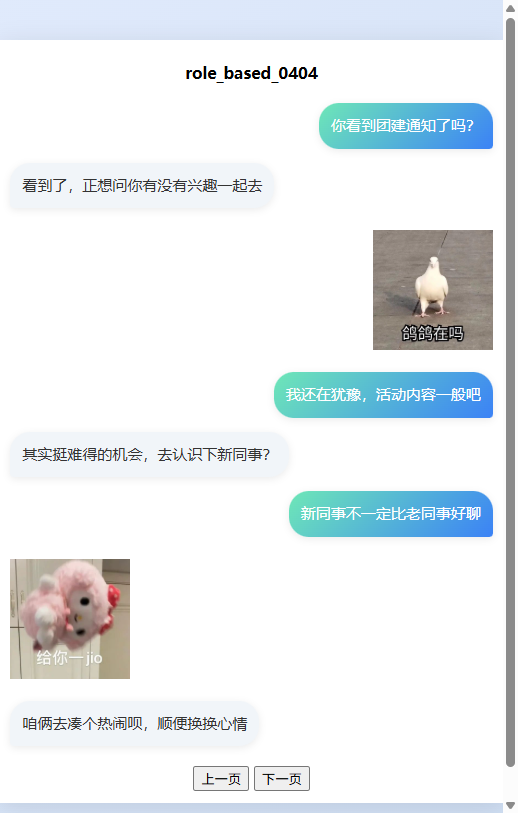 role_based_0404
你看到团建通知了吗？
看到了，正想问你有没有兴趣一起去
鸽鸽在吗
我还在犹豫，活动内容一般吧
其实挺难得的机会，去认识下新同事？
新同事不一定比老同事好聊
给你一jio
咱俩去凑个热闹呗，顺便换换心情
上一页 下一页